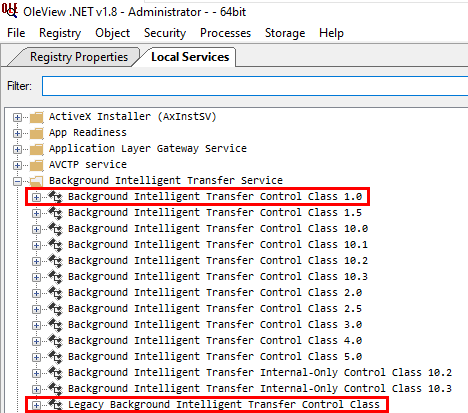 OleView .NET v1.8 - Administrator - - 64bit
File Registry Object Security Processes Storage Help
Registry Properties Local Services
Filter:
ActiveX Installer (AxInstSV)
App Readiness
Application Layer Gateway Service
AVCTP service
Background Intelligent Transfer Service
Background Intelligent Transfer Control Class 1.0
Background Intelligent Transfer Control Class 1.5
Background Intelligent Transfer Control Class 10.0
Background Intelligent Transfer Control Class 10.1
Background Intelligent Transfer Control Class 10.2
Background Intelligent Transfer Control Class 10.3
Background Intelligent Transfer Control Class 2.0
Background Intelligent Transfer Control Class 2.5
Background Intelligent Transfer Control Class 3.0
Background Intelligent Transfer Control Class 4.0
Background Intelligent Transfer Control Class 5.0
Background Intelligent Transfer Internal-Only Control Class 10.2
Background Intelligent Transfer Internal-Only Control Class 10.3
Legacy Background Intelligent Transfer Control Class